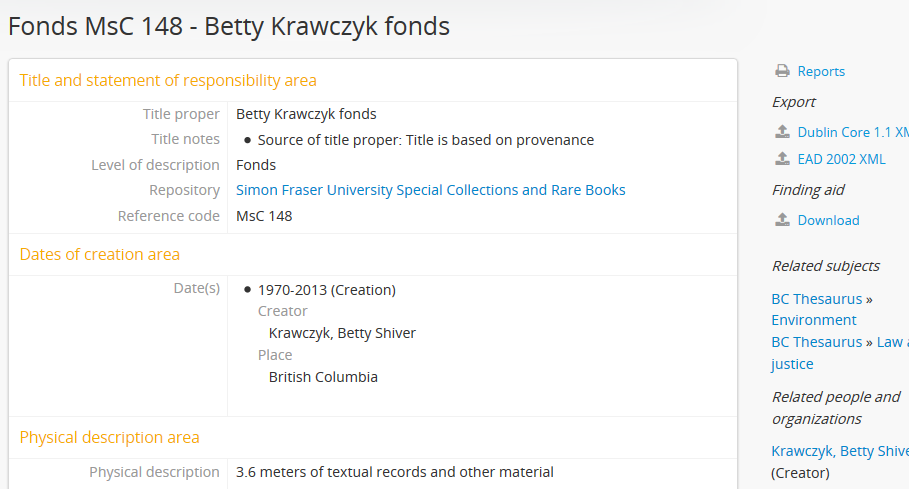 Fonds MsC 148 - Betty Krawczyk fonds
Title and statement of responsibility area
Title proper Betty Krawczyk fonds
Title notes ● Source of title proper: Title is based on provenance
Level of description Fonds
Repository Simon Fraser University Special Collections and Rare Books
Reference code MsC 148
Dates of creation area
Date(s) ● 1970-2013 (Creation)
Creator
Krawczyk, Betty Shiver
Place
British Columbia
Physical description area
Physical description 3.6 meters of textual records and other material
Reports
Export
Dublin Core 1.1 XM
EAD 2002 XML
Finding aid
Download
Related subjects
BC Thesaurus »
Environment
BC Thesaurus » Law a
justice
Related people and
organizations
Krawczyk, Betty Shive
(Creator)